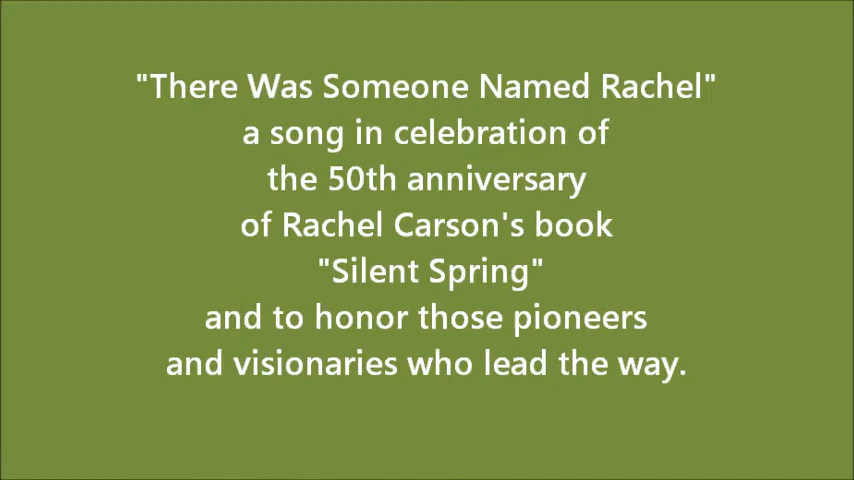 "There Was Someone Named Rachel"
a song in celebration of
the 50th anniversary
of Rachel Carson's book
"Silent Spring"
and to honor those pioneers
and visionaries who lead the way.